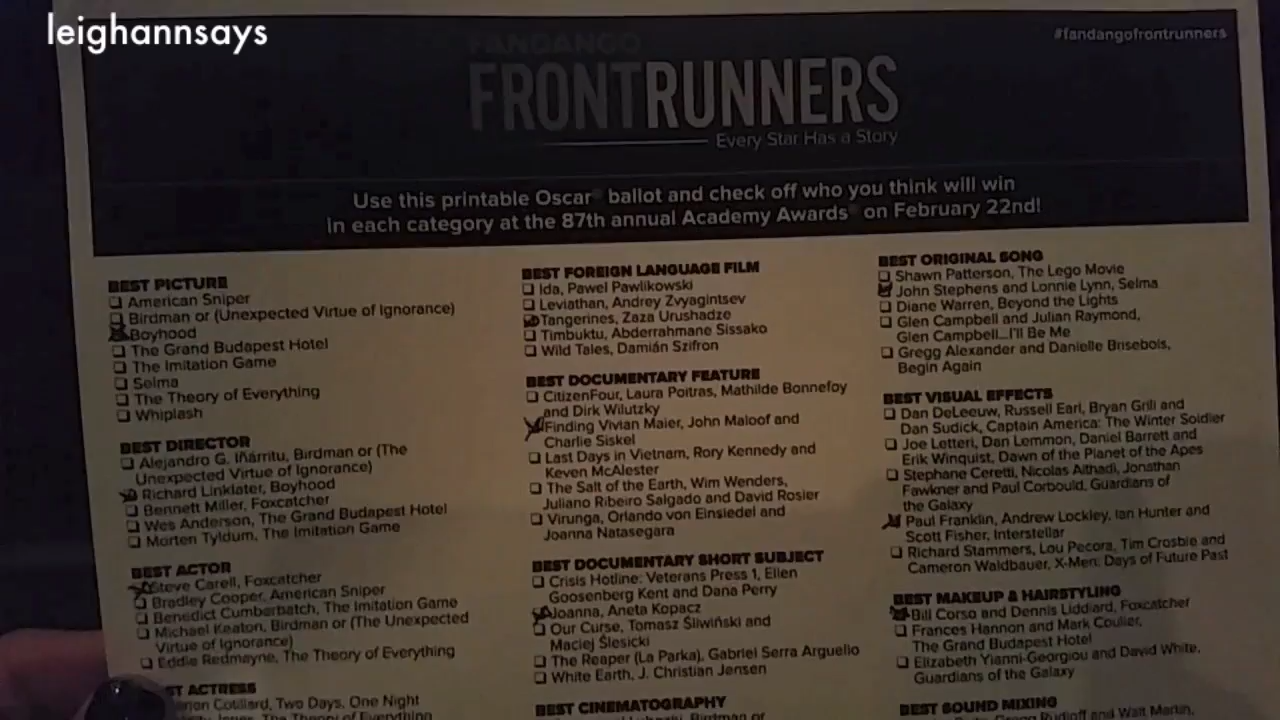 leighannsays
#fandangofrontrunners
FANDANGO
FRONTRUNNERS
Every Star Has a Story
Use this printable Oscar® ballot and check off who you think will win
in each category at the 87th annual Academy Awards® on February 22nd!
BEST PICTURE
American Sniper
Birdman or (Unexpected Virtue of Ignorance)
Boyhood
The Grand Budapest Hotel
The Imitation Game
Selma
The Theory of Everything
Whiplash
BEST DIRECTOR
Alejandro G. Iñárritu, Birdman or (The
Unexpected Virtue of Ignorance)
Richard Linklater, Boyhood
Bennett Miller, Foxcatcher
Wes Anderson, The Grand Budapest Hotel
Morten Tyldum, The Imitation Game
BEST ACTOR
Steve Carell, Foxcatcher
Bradley Cooper, American Sniper
Benedict Cumberbatch, The Imitation Game
Michael Keaton, Birdman or (The Unexpected
Virtue of Ignorance)
Eddie Redmayne, The Theory of Everything
ACTRESS
Cotillard, Two Days, One Night
The Theory of Everything
BEST FOREIGN LANGUAGE FILM
Ida, Pawel Pawlikowski
Leviathan, Andrey Zvyagintsev
Tangerines, Zaza Urushadze
Timbuktu, Abderrahmane Sissako
Wild Tales, Damián Szifron
BEST DOCUMENTARY FEATURE
CitizenFour, Laura Poitras, Mathilde Bonnefoy
and Dirk Wilutzky
Finding Vivian Maier, John Maloof and
Charlie Siskel
Last Days in Vietnam, Rory Kennedy and
Keven McAlester
The Salt of the Earth, Wim Wenders,
Juliano Ribeiro Salgado and David Rosier
Virunga, Orlando von Einsiedel and
Joanna Natasegara
BEST DOCUMENTARY SHORT SUBJECT
Crisis Hotline: Veterans Press 1, Ellen
Goosenberg Kent and Dana Perry
Joanna, Aneta Kopacz
Our Curse, Tomasz Śliwiński and
Maciej Ślesicki
The Reaper (La Parka), Gabriel Serra Arguello
White Earth, J. Christian Jensen
BEST CINEMATOGRAPHY
Birdman or
BEST ORIGINAL SONG
Shawn Patterson, The Lego Movie
John Stephens and Lonnie Lynn, Selma
Diane Warren, Beyond the Lights
Glen Campbell and Julian Raymond,
Glen Campbell...I'll Be Me
Gregg Alexander and Danielle Brisebois,
Begin Again
BEST VISUAL EFFECTS
Dan DeLeeuw, Russell Earl, Bryan Grill and
Dan Sudick, Captain America: The Winter Soldier
Joe Letteri, Dan Lemmon, Daniel Barrett and
Erik Winquist, Dawn of the Planet of the Apes
Stephane Ceretti, Nicolas Aithadi, Jonathan
Fawkner and Paul Corbould, Guardians of
the Galaxy
Paul Franklin, Andrew Lockley, Ian Hunter and
Scott Fisher, Interstellar
Richard Stammers, Lou Pecora, Tim Crosbie and
Cameron Waldbauer, X-Men: Days of Future Past
BEST MAKEUP & HAIRSTYLING
Bill Corso and Dennis Liddiard, Foxcatcher
Frances Hannon and Mark Coulier,
The Grand Budapest Hotel
Elizabeth Yianni-Georgiou and David White,
Guardians of the Galaxy
BEST SOUND MIXING
Gregg Rudloff and Walt Martin,